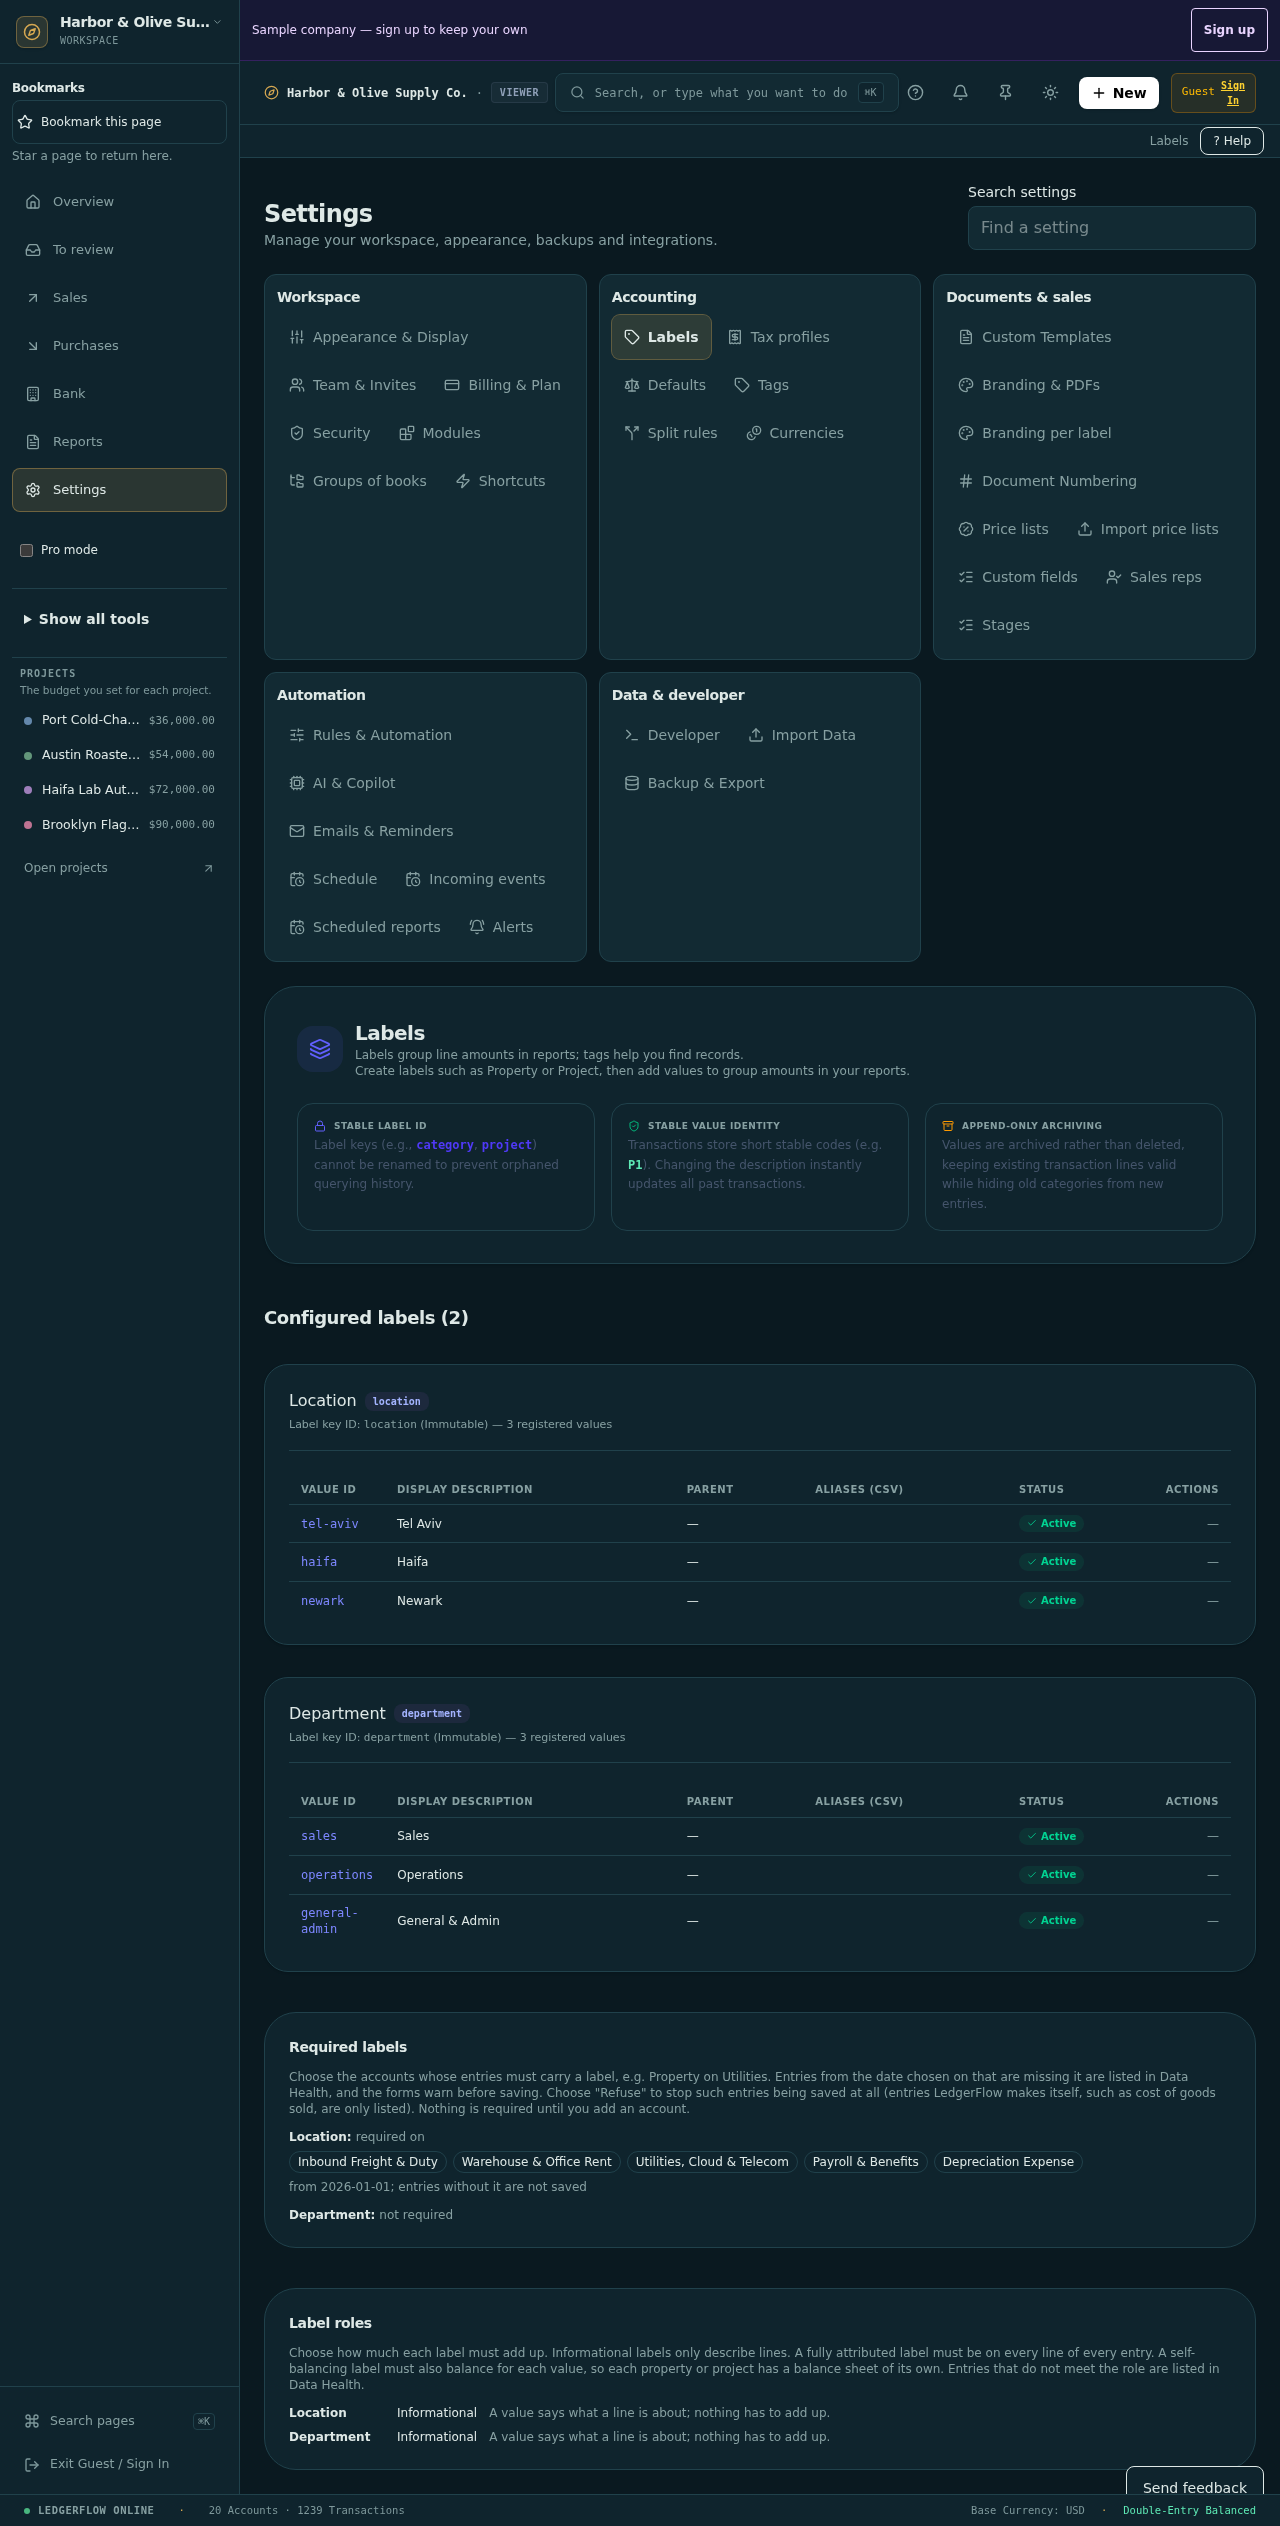 Harbor & Olive Su...
WORKSPACE
Bookmarks
Bookmark this page
Star a page to return here.
Overview
To review
Sales
Purchases
Bank
Reports
Settings
Pro mode
Show all tools
PROJECTS
The budget you set for each project.
Port Cold-Cha... $36,000.00
Austin Roaste... $54,000.00
Haifa Lab Aut... $72,000.00
Brooklyn Flag... $90,000.00
Open projects
Search pages ⌘K
Exit Guest / Sign In
Sample company — sign up to keep your own
Sign up
Harbor & Olive Supply Co. · VIEWER
Search, or type what you want to do ⌘K
New
Guest Sign In
Labels
? Help
Settings
Manage your workspace, appearance, backups and integrations.
Search settings
Find a setting
Workspace
Appearance & Display
Team & Invites Billing & Plan
Security Modules
Groups of books Shortcuts
Accounting
Labels Tax profiles
Defaults Tags
Split rules Currencies
Documents & sales
Custom Templates
Branding & PDFs
Branding per label
Document Numbering
Price lists Import price lists
Custom fields Sales reps
Stages
Automation
Rules & Automation
AI & Copilot
Emails & Reminders
Schedule Incoming events
Scheduled reports Alerts
Data & developer
Developer Import Data
Backup & Export
Labels
Labels group line amounts in reports; tags help you find records.
Create labels such as Property or Project, then add values to group amounts in your reports.
STABLE LABEL ID
Label keys (e.g., category, project)
cannot be renamed to prevent orphaned
querying history.
STABLE VALUE IDENTITY
Transactions store short stable codes (e.g.
P1). Changing the description instantly
updates all past transactions.
APPEND-ONLY ARCHIVING
Values are archived rather than deleted,
keeping existing transaction lines valid
while hiding old categories from new
entries.
Configured labels (2)
Location location
Label key ID: location (Immutable) — 3 registered values
VALUE ID DISPLAY DESCRIPTION PARENT ALIASES (CSV) STATUS ACTIONS
tel-aviv Tel Aviv — Active —
haifa Haifa — Active —
newark Newark — Active —
Department department
Label key ID: department (Immutable) — 3 registered values
VALUE ID DISPLAY DESCRIPTION PARENT ALIASES (CSV) STATUS ACTIONS
sales Sales — Active —
operations Operations — Active —
general-admin General & Admin — Active —
Required labels
Choose the accounts whose entries must carry a label, e.g. Property on Utilities. Entries from the date chosen on that are missing it are listed in Data
Health, and the forms warn before saving. Choose "Refuse" to stop such entries being saved at all (entries LedgerFlow makes itself, such as cost of goods
sold, are only listed). Nothing is required until you add an account.
Location: required on
Inbound Freight & Duty Warehouse & Office Rent Utilities, Cloud & Telecom Payroll & Benefits Depreciation Expense
from 2026-01-01; entries without it are not saved
Department: not required
Label roles
Choose how much each label must add up. Informational labels only describe lines. A fully attributed label must be on every line of every entry. A self-
balancing label must also balance for each value, so each property or project has a balance sheet of its own. Entries that do not meet the role are listed in
Data Health.
Location Informational A value says what a line is about; nothing has to add up.
Department Informational A value says what a line is about; nothing has to add up.
Send feedback
LEDGERFLOW ONLINE · 20 Accounts · 1239 Transactions
Base Currency: USD · Double-Entry Balanced